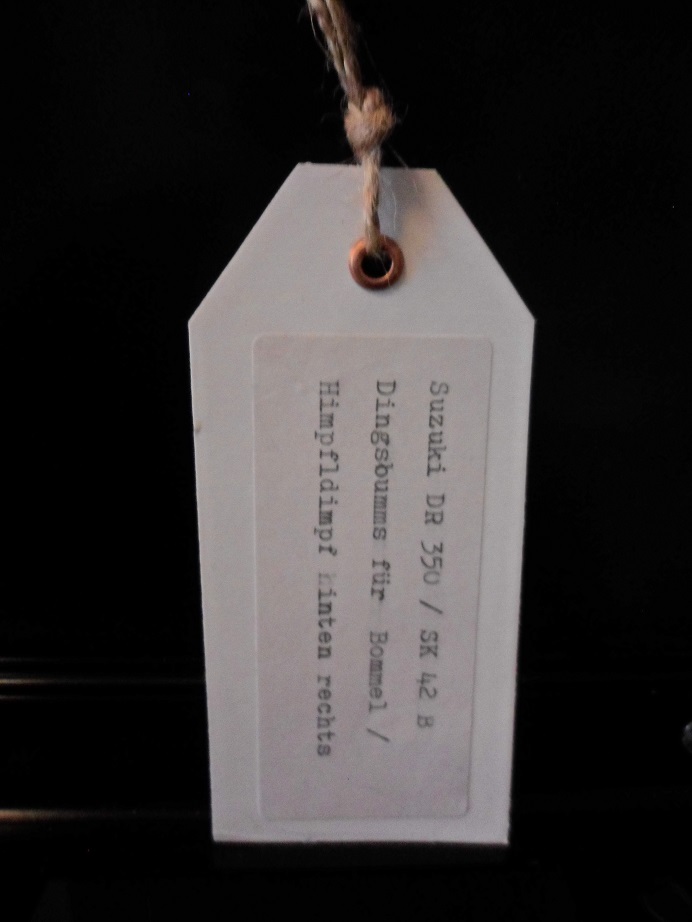 Suzuki DR 350 / SK 42 B
Dingsbumms für Bommel /
Himpfldimpf hinten rechts